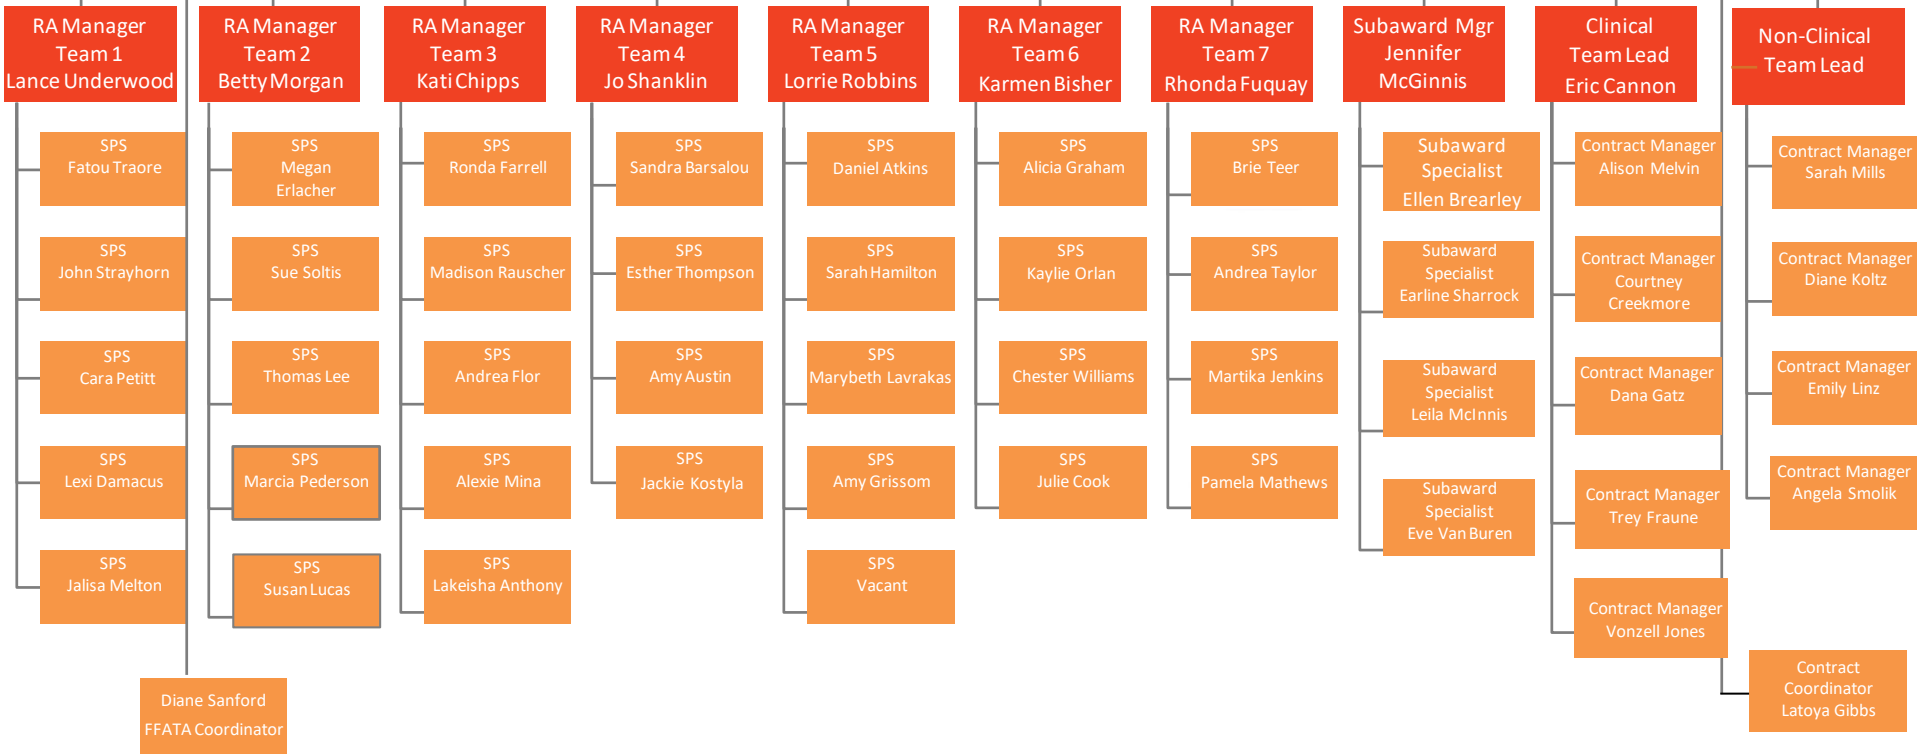 RA Manager
Team 1
Lance Underwood
SPS
Fatou Traore
SPS
John Strayhorn
SPS
Cara Petitt
SPS
Lexi Damacus
SPS
Jalisa Melton
Diane Sanford
FFATA Coordinator
RA Manager
Team 2
Betty Morgan
SPS
Megan
Erlacher
SPS
Sue Soltis
SPS
Thomas Lee
SPS
Marcia Pederson
SPS
Susan Lucas
RA Manager
Team 3
Kati Chipps
SPS
Ronda Farrell
SPS
Madison Rauscher
SPS
Andrea Flor
SPS
Alexie Mina
SPS
Lakeisha Anthony
RA Manager
Team 4
Jo Shanklin
SPS
Sandra Barsalou
SPS
Esther Thompson
SPS
Amy Austin
SPS
Jackie Kostyla
RA Manager
Team 5
Lorrie Robbins
SPS
Daniel Atkins
SPS
Sarah Hamilton
SPS
Marybeth Lavrakas
SPS
Amy Grissom
SPS
Vacant
RA Manager
Team 6
Karmen Bisher
SPS
Alicia Graham
SPS
Kaylie Orlan
SPS
Chester Williams
SPS
Julie Cook
RA Manager
Team 7
Rhonda Fuquay
SPS
Brie Teer
SPS
Andrea Taylor
SPS
Martika Jenkins
SPS
Pamela Mathews
Subaward Mgr
Jennifer
McGinnis
Subaward
Specialist
Ellen Brearley
Subaward
Specialist
Earline Sharrock
Subaward
Specialist
Leila McInnis
Subaward
Specialist
Eve Van Buren
Clinical
Team Lead
Eric Cannon
Contract Manager
Alison Melvin
Contract Manager
Courtney
Creekmore
Contract Manager
Dana Gatz
Contract Manager
Trey Fraune
Contract Manager
Vonzell Jones
Non-Clinical
Team Lead
Contract Manager
Sarah Mills
Contract Manager
Diane Koltz
Contract Manager
Emily Linz
Contract Manager
Angela Smolik
Contract
Coordinator
Latoya Gibbs